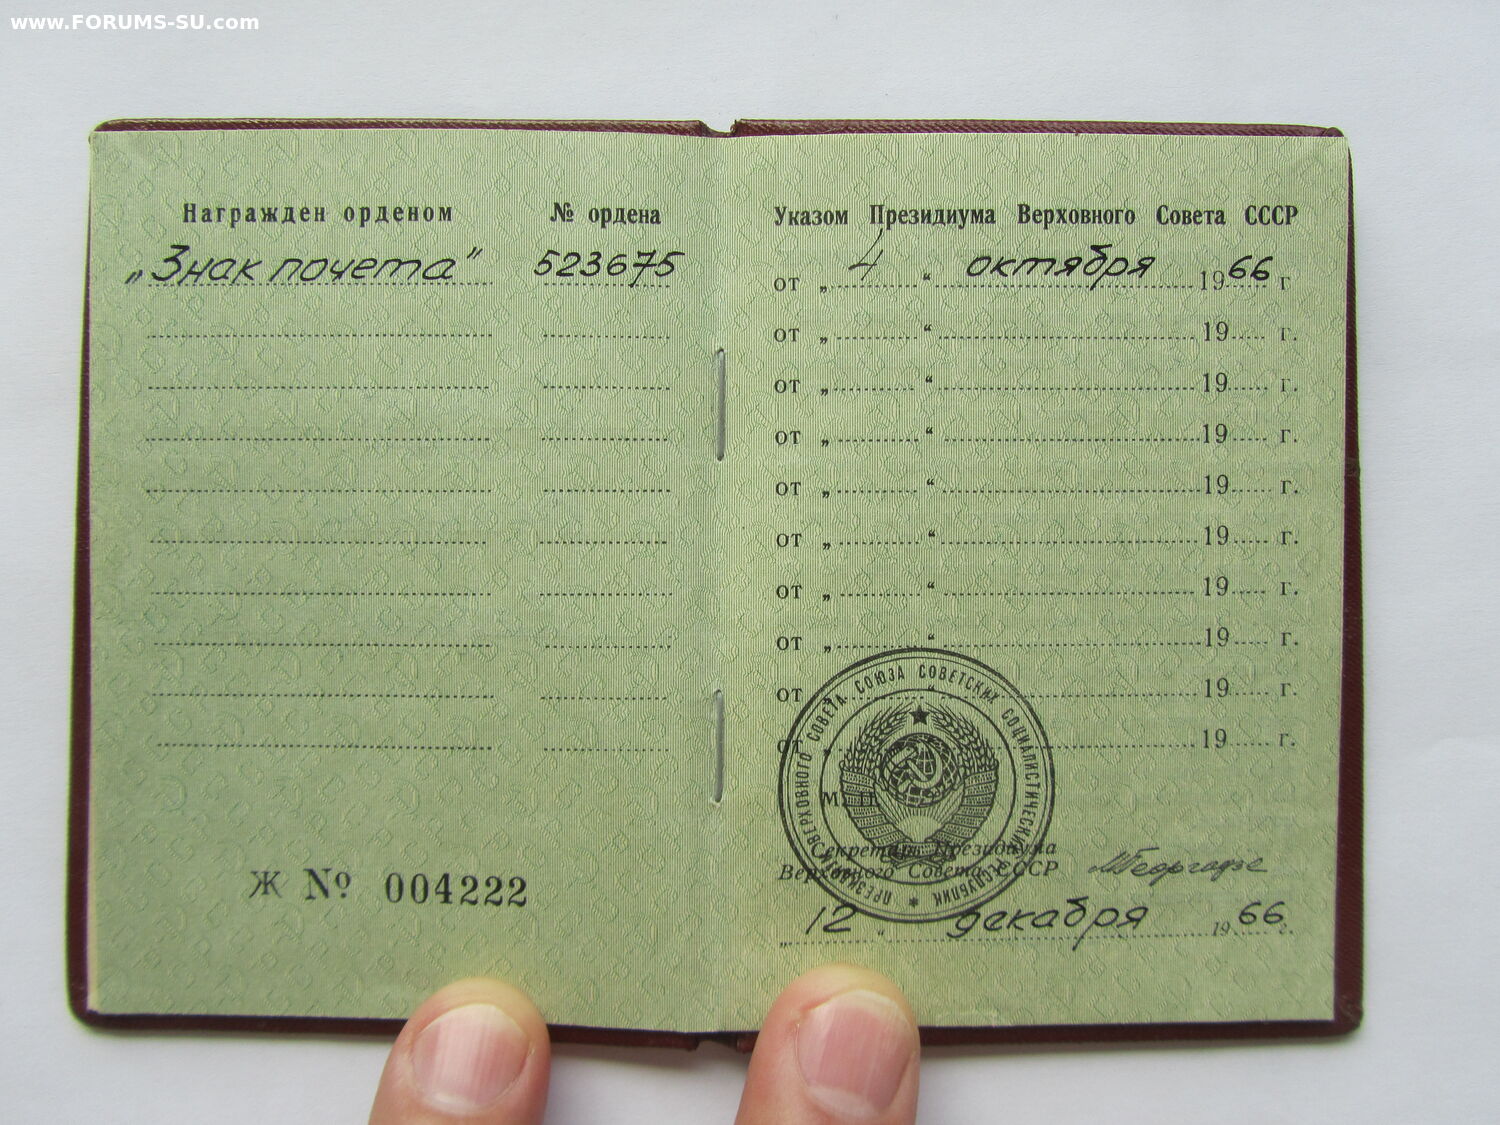 www.FORUMS-SU.com
Награжден орденом № ордена
„Знак почета" 523675
Указом Президиума Верховного Совета СССР
от „ 4 “ октября 1966 г
от „ “ 19 г.
от „ “ 19 г.
от „ “ 19 г.
от „ “ 19 г.
от „ “ 19 г.
от „ “ 19 г.
от „ “ 19 г.
от „ “ 19 г.
от „ “ 19 г.
ПРЕЗИДИУМ ВЕРХОВНОГО СОВЕТА СОЮЗА СОВЕТСКИХ СОЦИАЛИСТИЧЕСКИХ РЕСПУБЛИК *
М. П.
Секретарь Президиума
Верховного Совета СССР МГеоргадзе
„ 12 “ декабря 1966 г.
Ж № 004222